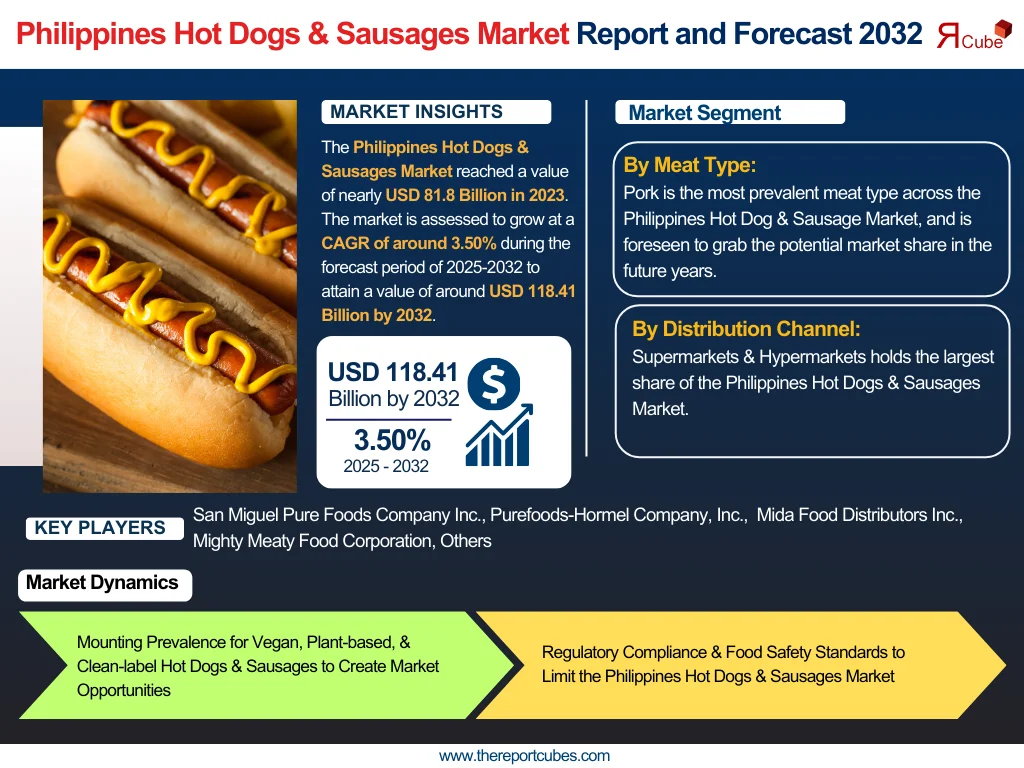 Philippines Hot Dogs & Sausages Market Report and Forecast 2032
ЯCube
MARKET INSIGHTS
The Philippines Hot Dogs &
Sausages Market reached a value
of nearly USD 81.8 Billion in 2023.
The market is assessed to grow at a
CAGR of around 3.50% during the
forecast period of 2025-2032 to
attain a value of around USD 118.41
Billion by 2032.
USD 118.41
Billion by 2032
$
3.50%
2025 - 2032
Market Segment
By Meat Type:
Pork is the most prevalent meat type across the
Philippines Hot Dog & Sausage Market, and is
foreseen to grab the potential market share in the
future years.
By Distribution Channel:
Supermarkets & Hypermarkets holds the largest
share of the Philippines Hot Dogs & Sausages
Market.
KEY PLAYERS
San Miguel Pure Foods Company Inc., Purefoods-Hormel Company, Inc., Mida Food Distributors Inc.,
Mighty Meaty Food Corporation, Others
Market Dynamics
Mounting Prevalence for Vegan, Plant-based, &
Clean-label Hot Dogs & Sausages to Create Market
Opportunities
Regulatory Compliance & Food Safety Standards to
Limit the Philippines Hot Dogs & Sausages Market
www.thereportcubes.com